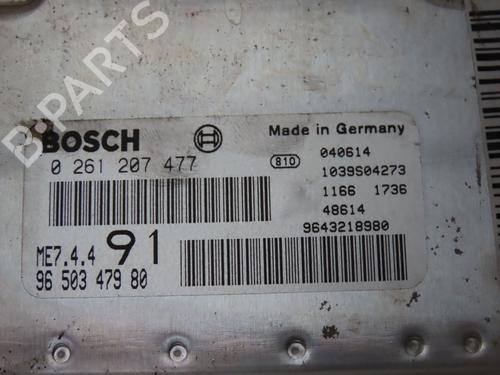 B-PARTS
BOSCH
Made in Germany
0 261 207 477
810
040614
1039S04273
1166 1736
48614
9643218980
ME7.4.4 91
96 503 479 80